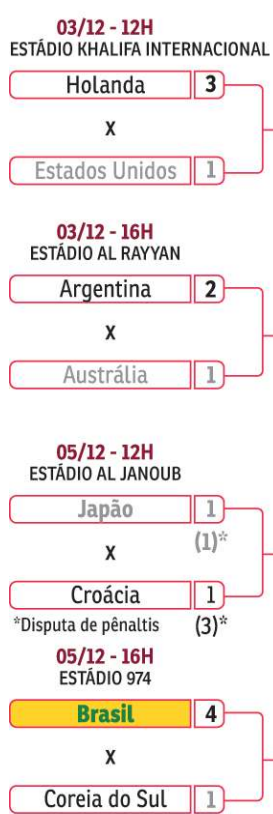 03/12 - 12H
ESTÁDIO KHALIFA INTERNACIONAL
Holanda 3
X
Estados Unidos 1
03/12 - 16H
ESTÁDIO AL RAYYAN
Argentina 2
X
Austrália 1
05/12 - 12H
ESTÁDIO AL JANOUB
Japão 1
(1)*
X
Croácia 1
*Disputa de pênaltis (3)*
05/12 - 16H
ESTÁDIO 974
Brasil 4
X
Coreia do Sul 1